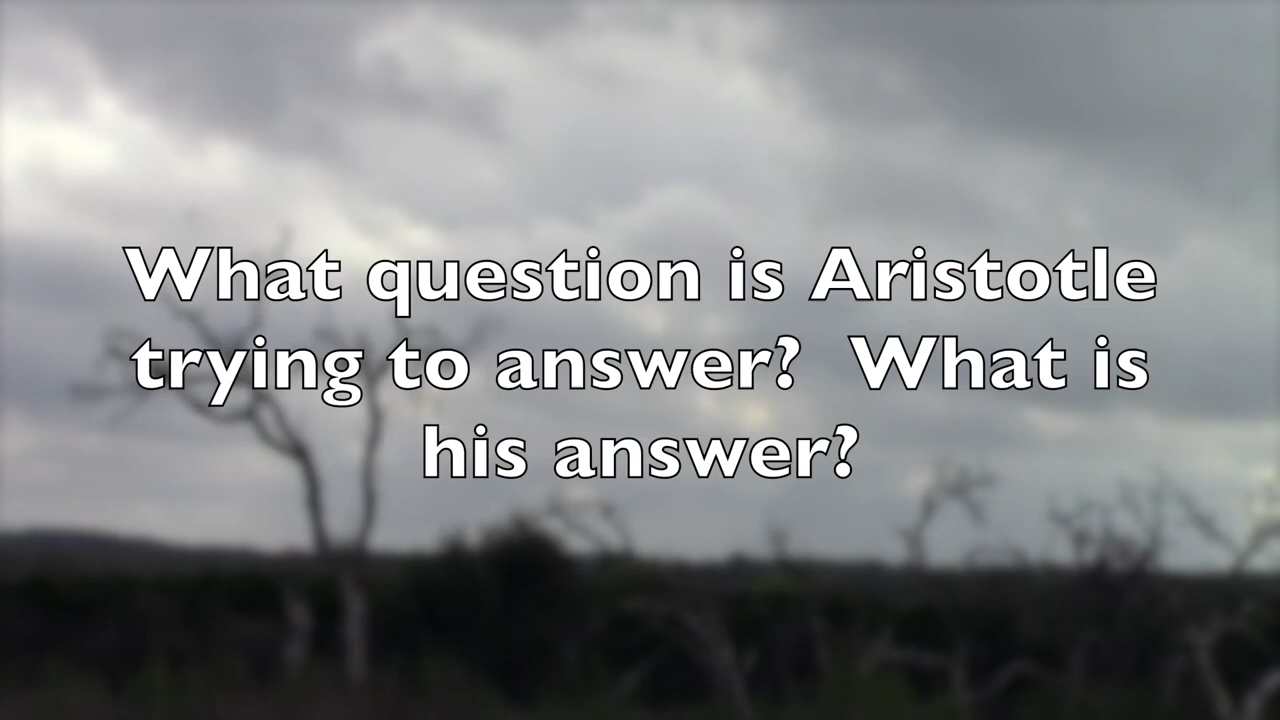 What question is Aristotle
trying to answer?  What is
his answer?